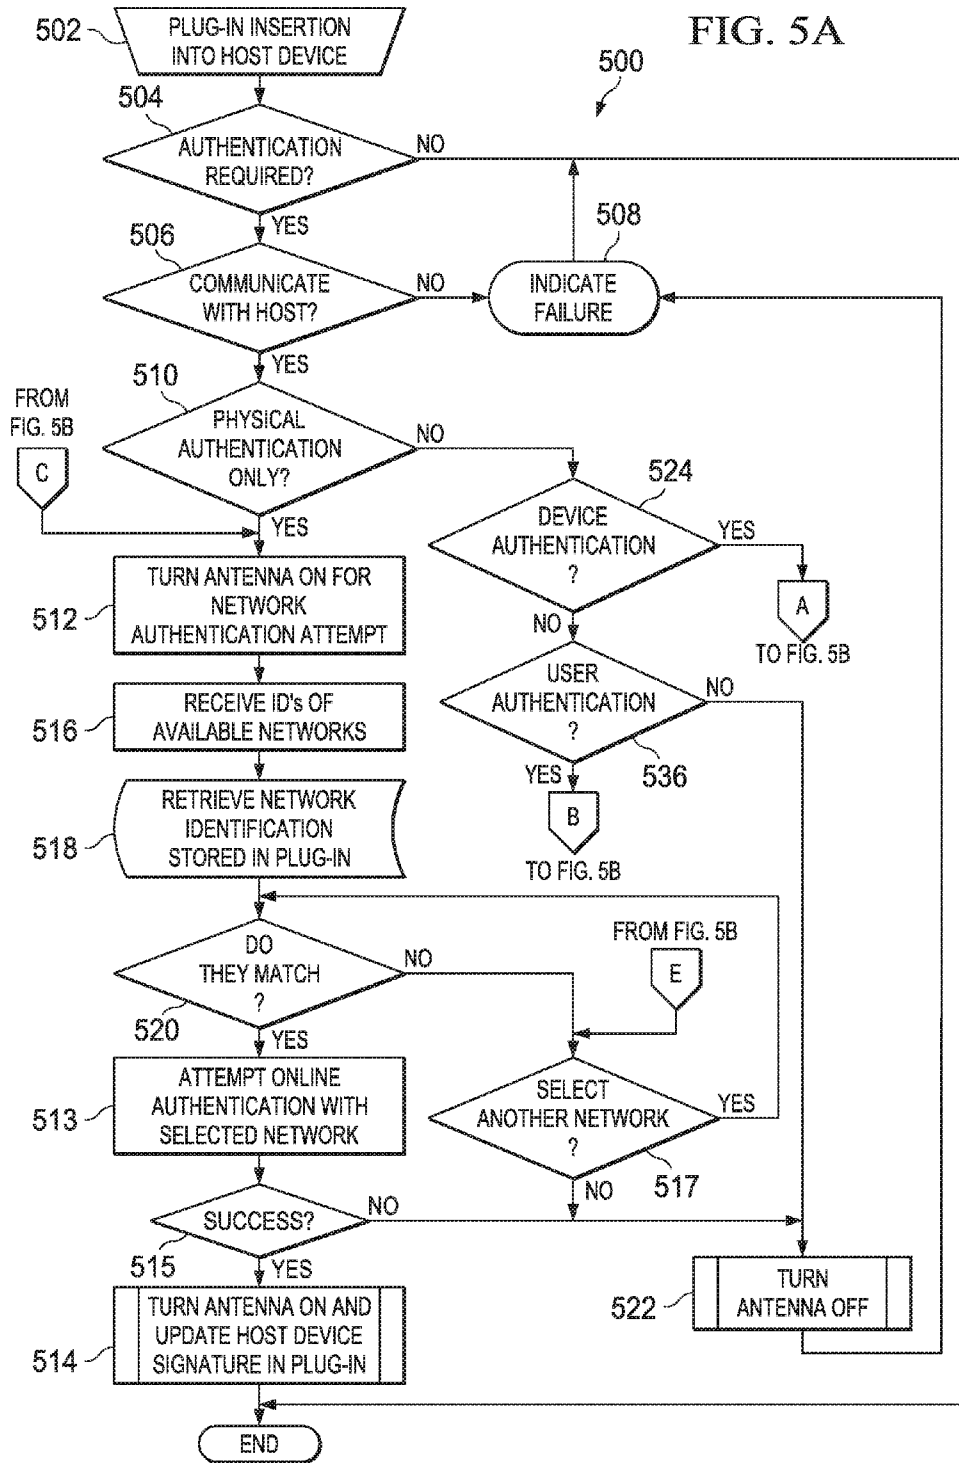 FIG. 5A
500
502
PLUG-IN INSERTION
INTO HOST DEVICE
504
AUTHENTICATION
REQUIRED?
NO
YES
506
COMMUNICATE
WITH HOST?
NO
YES
508
INDICATE
FAILURE
510
PHYSICAL
AUTHENTICATION
ONLY?
NO
YES
FROM
FIG. 5B
C
524
DEVICE
AUTHENTICATION
?
YES
NO
A
TO FIG. 5B
512
TURN ANTENNA ON FOR
NETWORK
AUTHENTICATION ATTEMPT
USER
AUTHENTICATION
?
NO
YES
536
B
TO FIG. 5B
516
RECEIVE ID's OF
AVAILABLE NETWORKS
518
RETRIEVE NETWORK
IDENTIFICATION
STORED IN PLUG-IN
DO
THEY MATCH
?
NO
520
YES
FROM FIG. 5B
E
513
ATTEMPT ONLINE
AUTHENTICATION WITH
SELECTED NETWORK
SELECT
ANOTHER NETWORK
?
YES
517
NO
SUCCESS?
NO
515
YES
522
TURN
ANTENNA OFF
514
TURN ANTENNA ON AND
UPDATE HOST DEVICE
SIGNATURE IN PLUG-IN
END